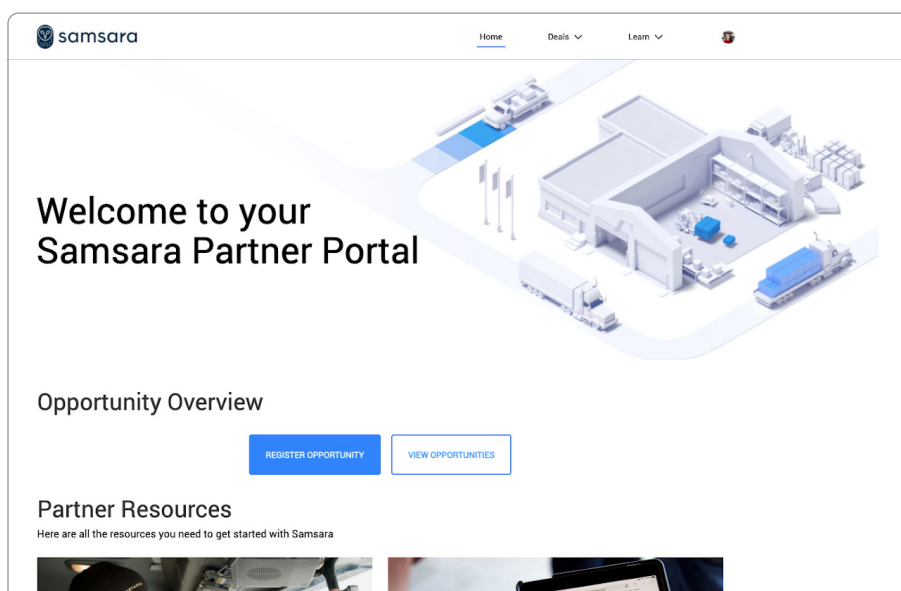 samsara
Home Deals Learn
Welcome to your
Samsara Partner Portal
Opportunity Overview
REGISTER OPPORTUNITY VIEW OPPORTUNITIES
Partner Resources
Here are all the resources you need to get started with Samsara